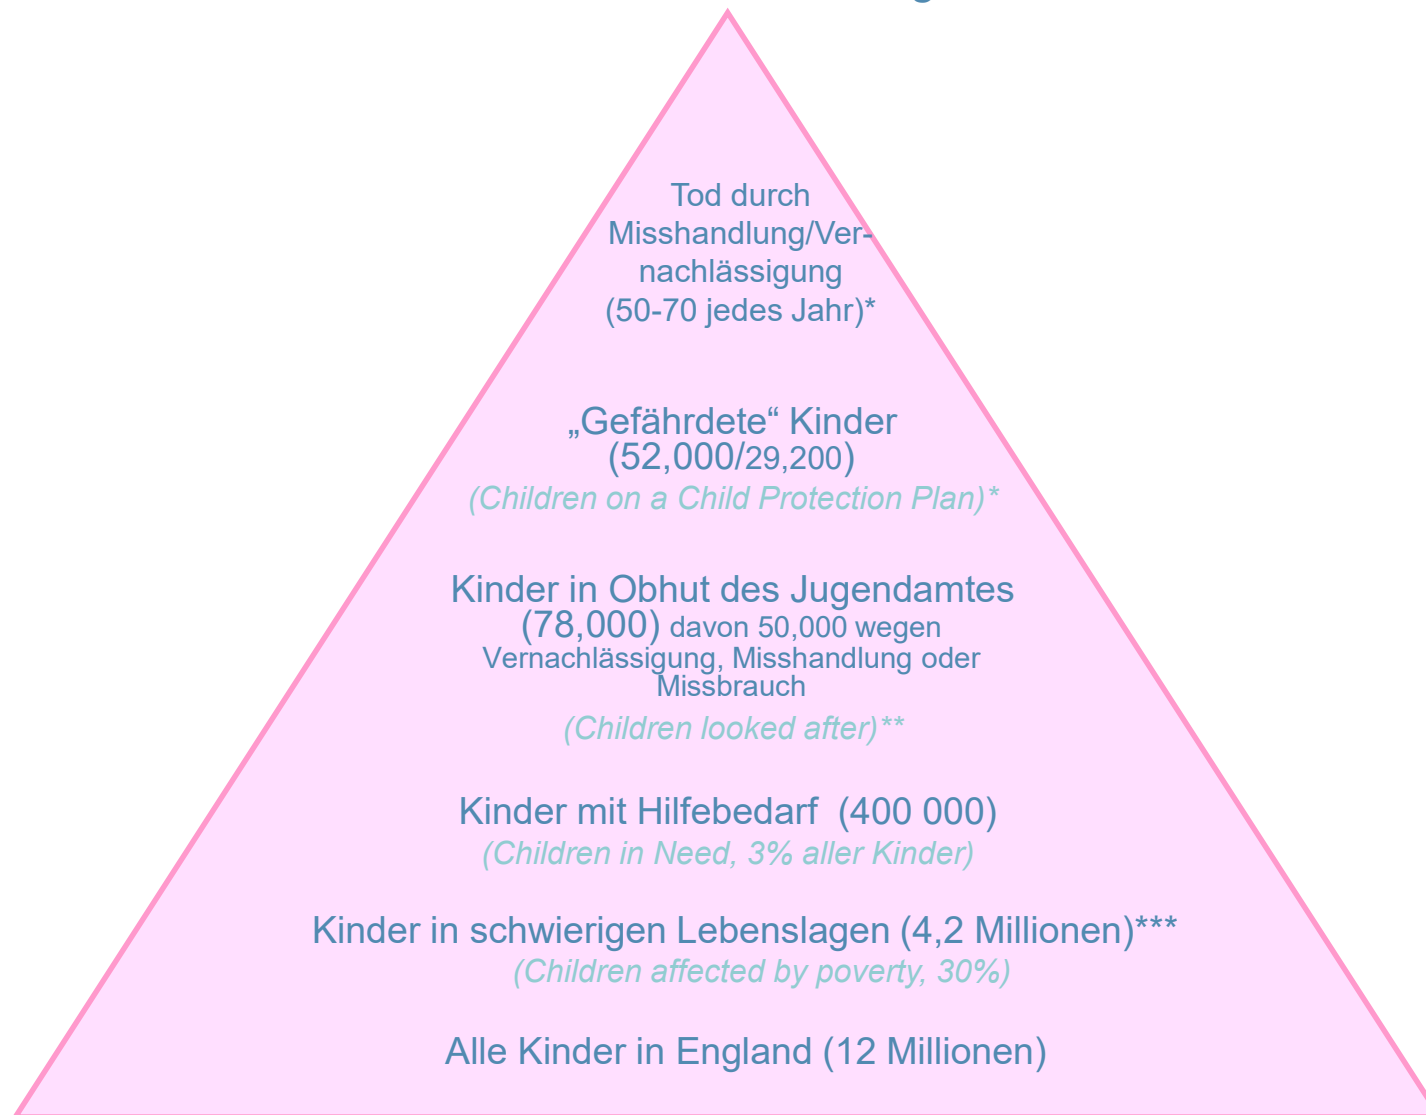 Tod durch
Misshandlung/Ver-
nachlässigung
(50-70 jedes Jahr)*
„Gefährdete“ Kinder
(52,000/29,200)
(Children on a Child Protection Plan)*
Kinder in Obhut des Jugendamtes
(78,000) davon 50,000 wegen
Vernachlässigung, Misshandlung oder
Missbrauch
(Children looked after)**
Kinder mit Hilfebedarf (400 000)
(Children in Need, 3% aller Kinder)
Kinder in schwierigen Lebenslagen (4,2 Millionen)***
(Children affected by poverty, 30%)
Alle Kinder in England (12 Millionen)